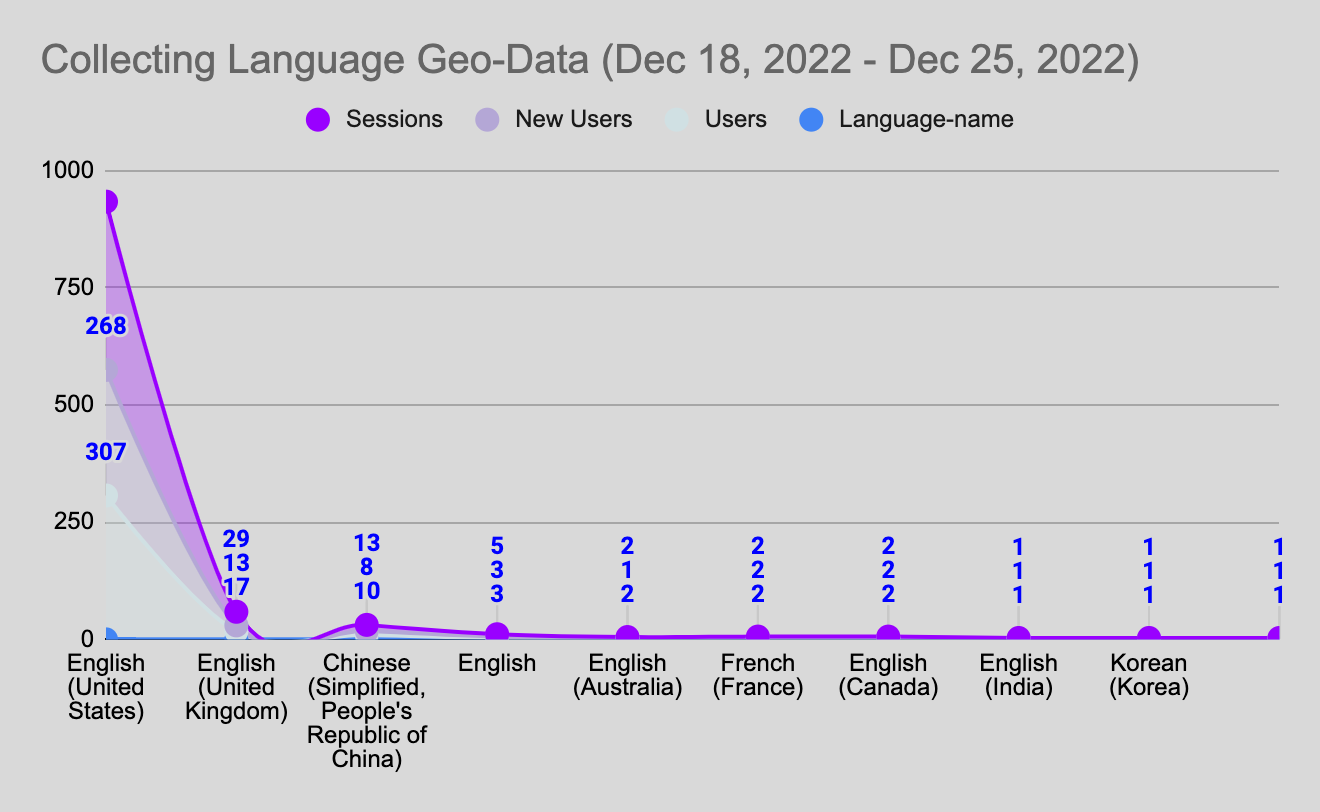 Collecting Language Geo-Data (Dec 18, 2022 - Dec 25, 2022)
Sessions New Users Users Language-name
1000
750
500
250
0
268
307
29 13 5 2 2 2 1 1 1
13 8 3 1 2 2 1 1 1
17 10 3 2 2 2 1 1 1
English English Chinese English English French English English Korean
(United (United (Simplified, (Australia) (France) (Canada) (India) (Korea)
States) Kingdom) People's
Republic of
China)